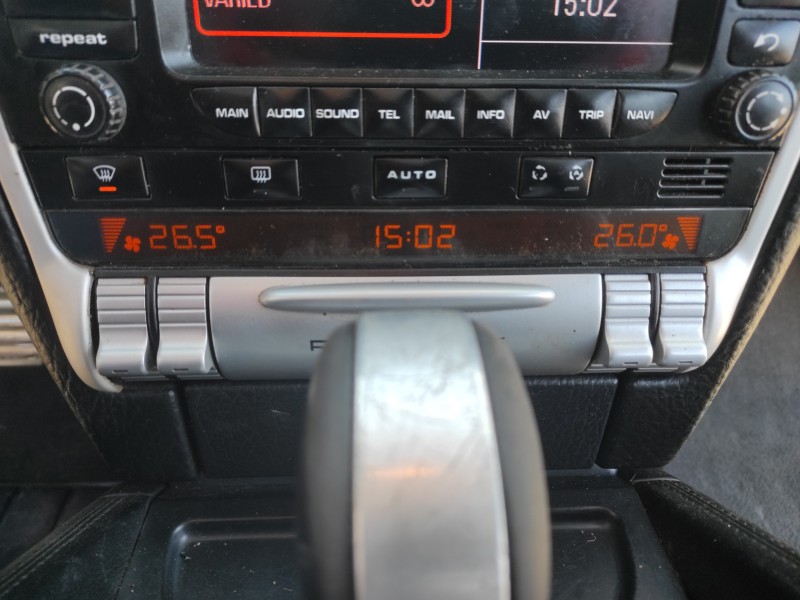 VARIED
15:02
repeat
MAIN AUDIO SOUND TEL MAIL INFO AV TRIP NAVI
AUTO
26.5° 15:02 26.0°